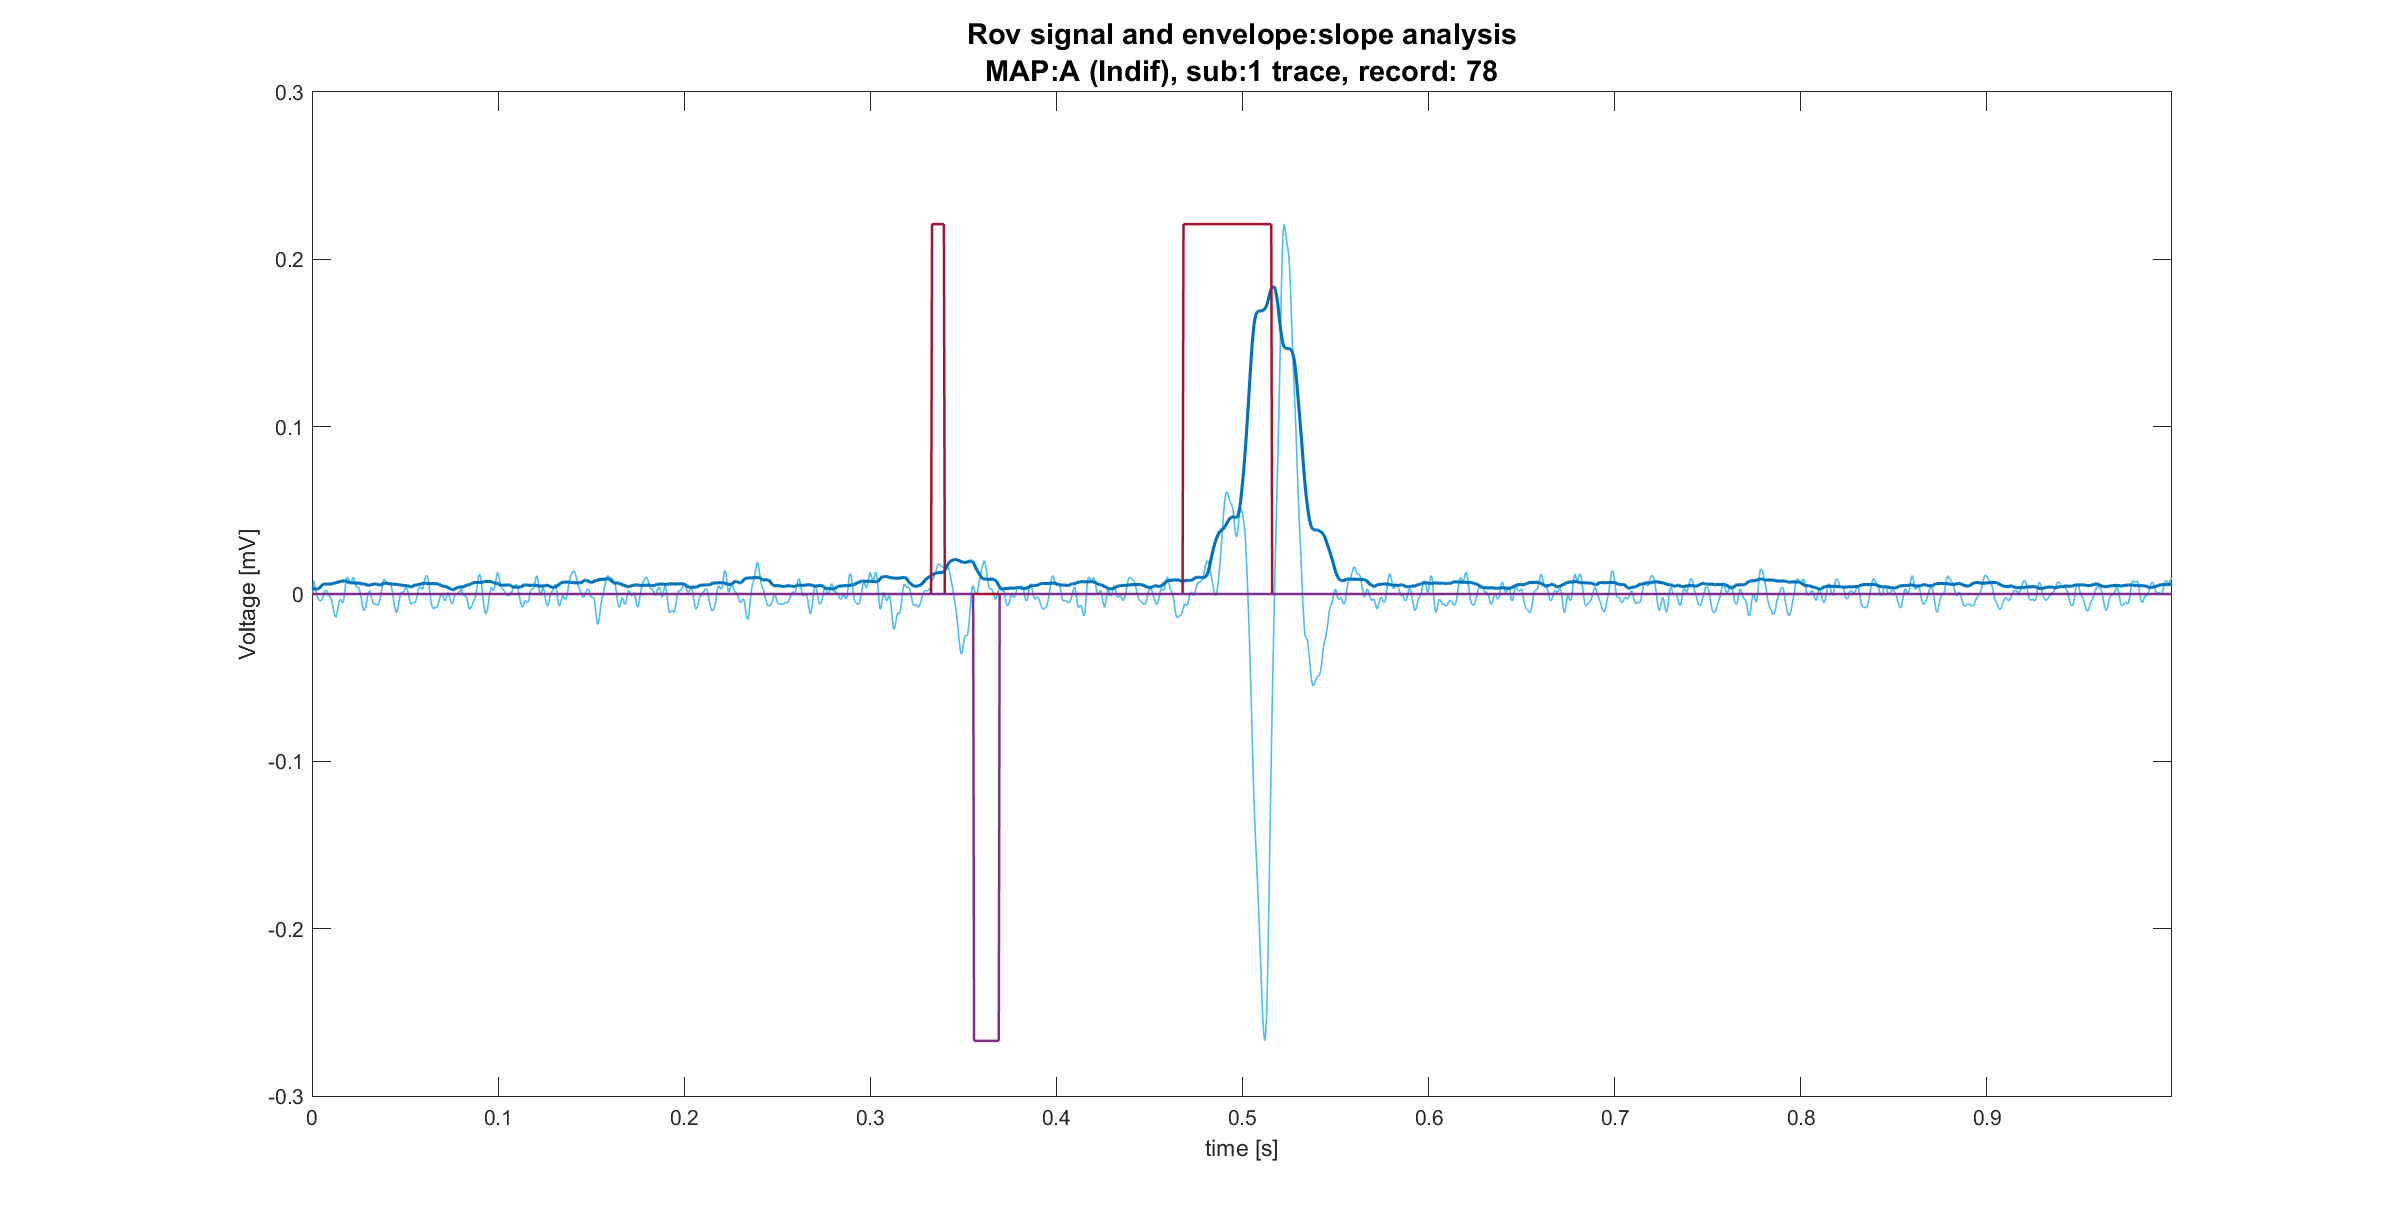 Rov signal and envelope:slope analysis
MAP:A (Indif), sub:1 trace, record: 78
0.3
0.2
0.1
0
-0.1
-0.2
-0.3
Voltage [mV]
0 0.1 0.2 0.3 0.4 0.5 0.6 0.7 0.8 0.9
time [s]